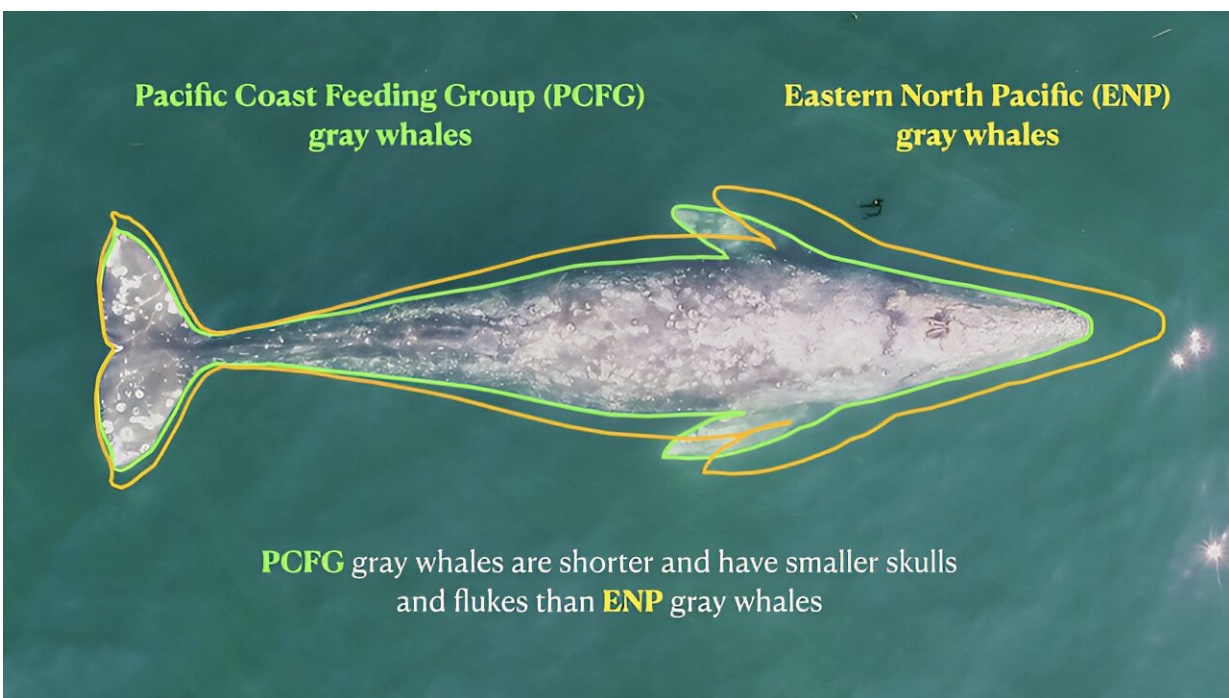 Pacific Coast Feeding Group (PCFG)
gray whales
Eastern North Pacific (ENP)
gray whales
PCFG gray whales are shorter and have smaller skulls
and flukes than ENP gray whales